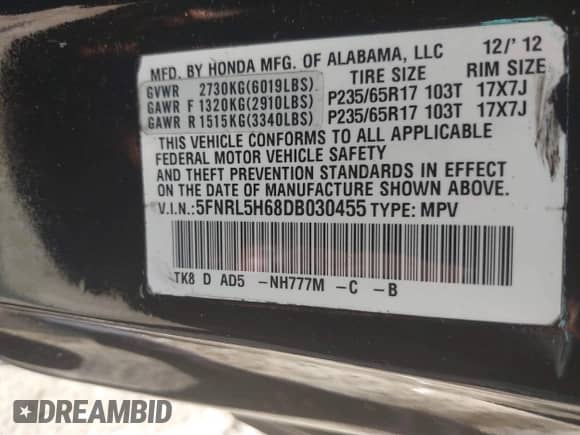 MFD. BY HONDA MFG. OF ALABAMA, LLC 12/'12
TIRE SIZE RIM SIZE
GVWR 2730KG(6019LBS)
GAWR F 1320KG(2910LBS) P235/65R17 103T 17X7J
GAWR R 1515KG(3340LBS) P235/65R17 103T 17X7J
THIS VEHICLE CONFORMS TO ALL APPLICABLE
FEDERAL MOTOR VEHICLE SAFETY
AND THEFT PREVENTION STANDARDS IN EFFECT
ON THE DATE OF MANUFACTURE SHOWN ABOVE.
V.I.N.:5FNRL5H68DB030455 TYPE: MPV
TK8 D AD5 -NH777M -C -B
DREAMBID